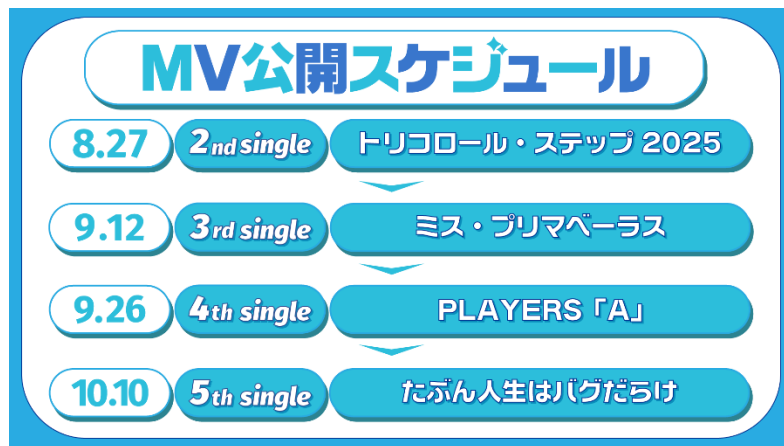 MV公開スケジュール
8.27 2nd single トリコロール・ステップ 2025
9.12 3rd single ミス・プリマベーラス
9.26 4th single PLAYERS「A」
10.10 5th single たぶん人生はバグだらけ